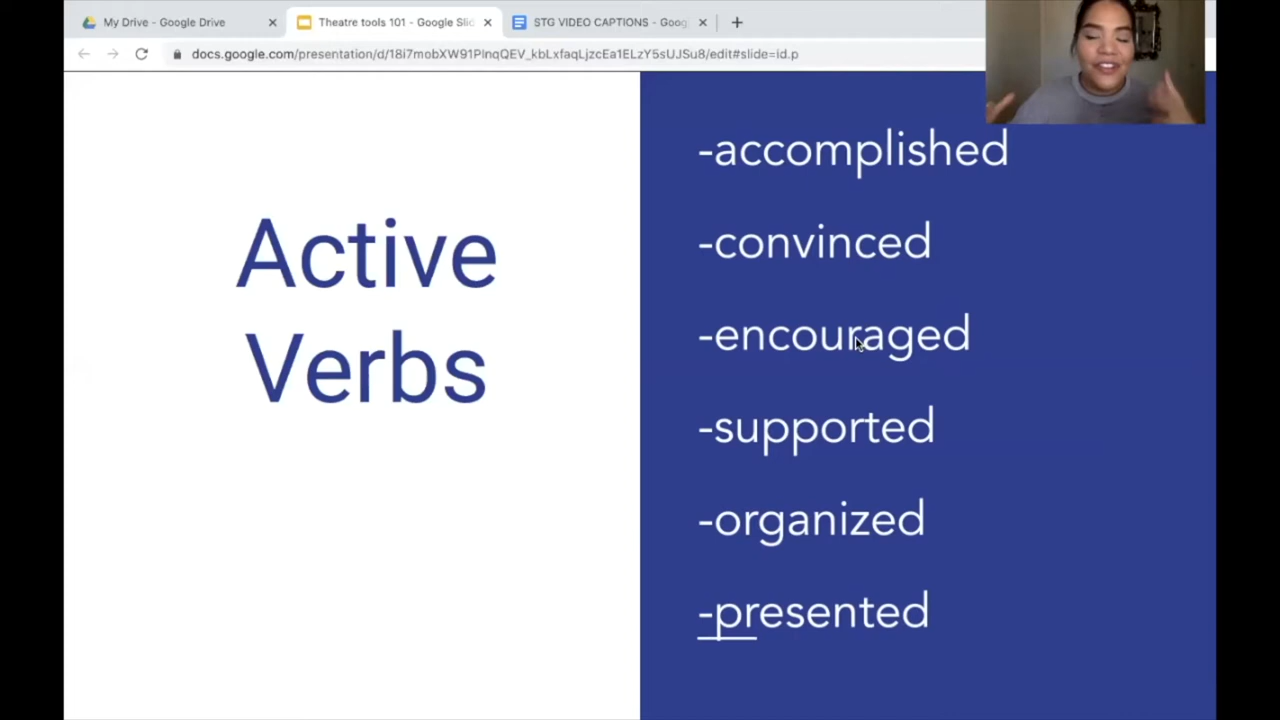 My Drive - Google Drive
Theatre tools 101 - Google Slid
STG VIDEO CAPTIONS - Goog
docs.google.com/presentation/d/18i7mobXW91PlnqQEV_kbLxfaqLjzcEa1ELzY5sUJSu8/edit#slide=id.p
Active
Verbs
-accomplished
-convinced
-encouraged
-supported
-organized
-presented